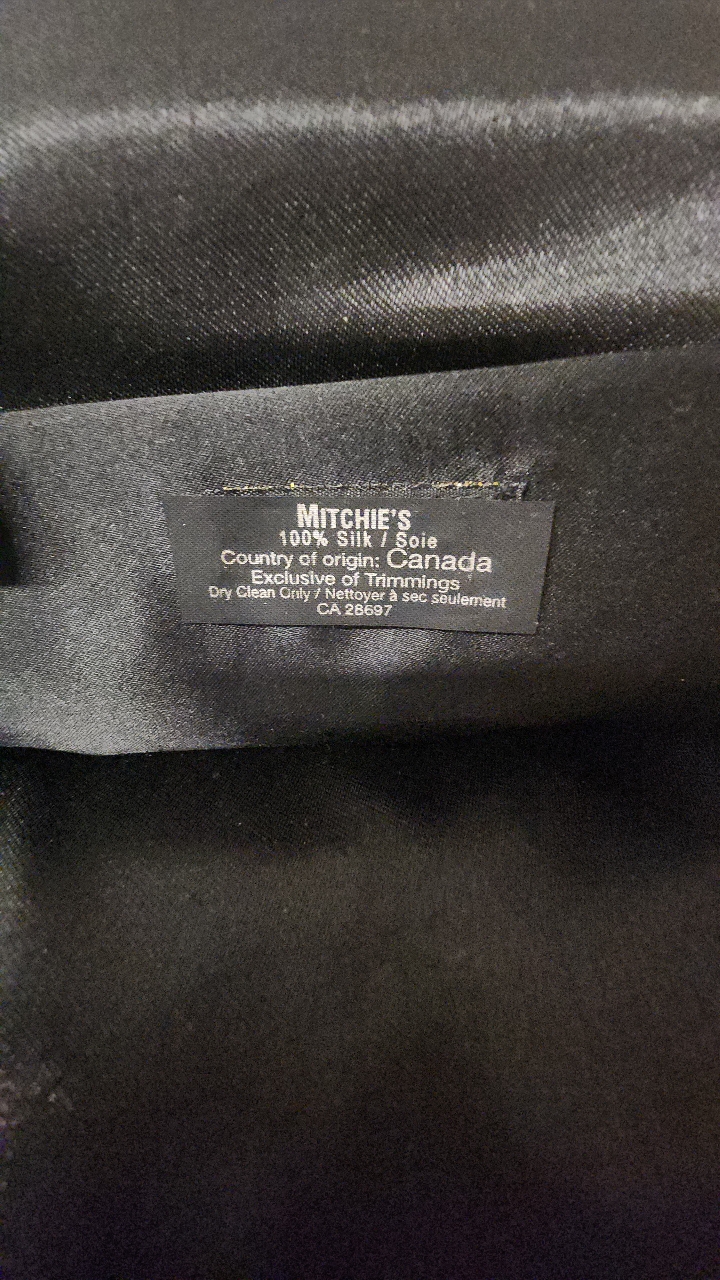 MITCHIE'S
100% Silk / Soie
Country of origin: Canada
Exclusive of Trimmings
Dry Clean Only / Nettoyer à sec seulement
CA 28697